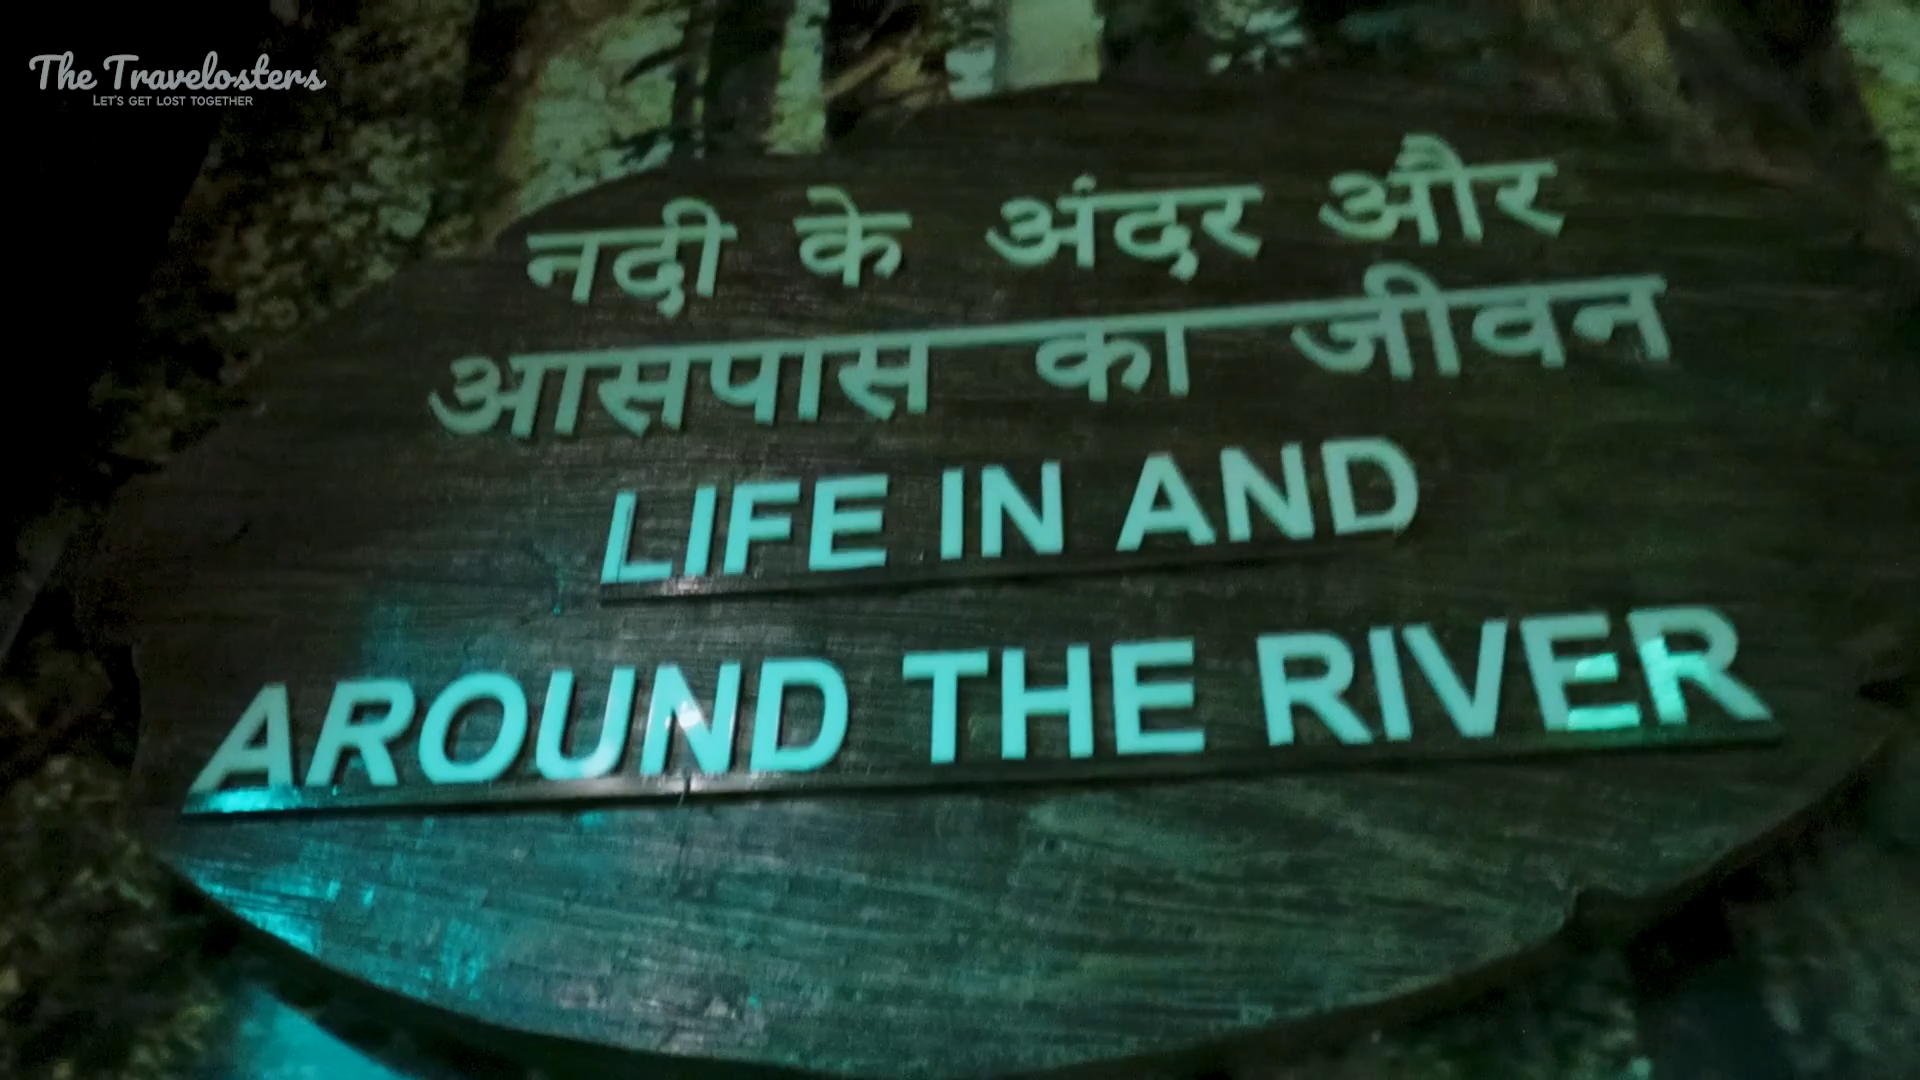 The Travelosters
LET'S GET LOST TOGETHER
नदी के अंदर और
आसपास का जीवन
LIFE IN AND
AROUND THE RIVER